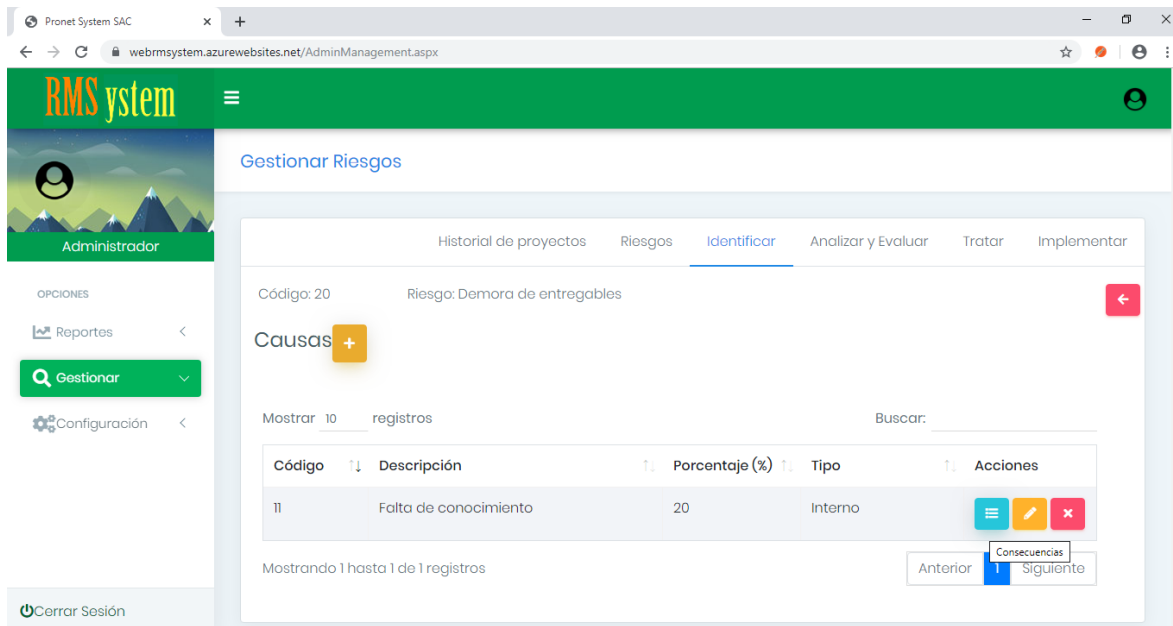 Pronet System SAC
webrmsystem.azurewebsites.net/AdminManagement.aspx
RMSystem
Gestionar Riesgos
Administrador
Historial de proyectos Riesgos Identificar Analizar y Evaluar Tratar Implementar
OPCIONES
Código: 20 Riesgo: Demora de entregables
Reportes
Causas +
Gestionar
Mostrar 10 registros Buscar:
Configuración
Código Descripción Porcentaje (%) Tipo Acciones
11 Falta de conocimiento 20 Interno
Consecuencias
Mostrando 1 hasta 1 de 1 registros Anterior 1 Siguiente
Cerrar Sesión